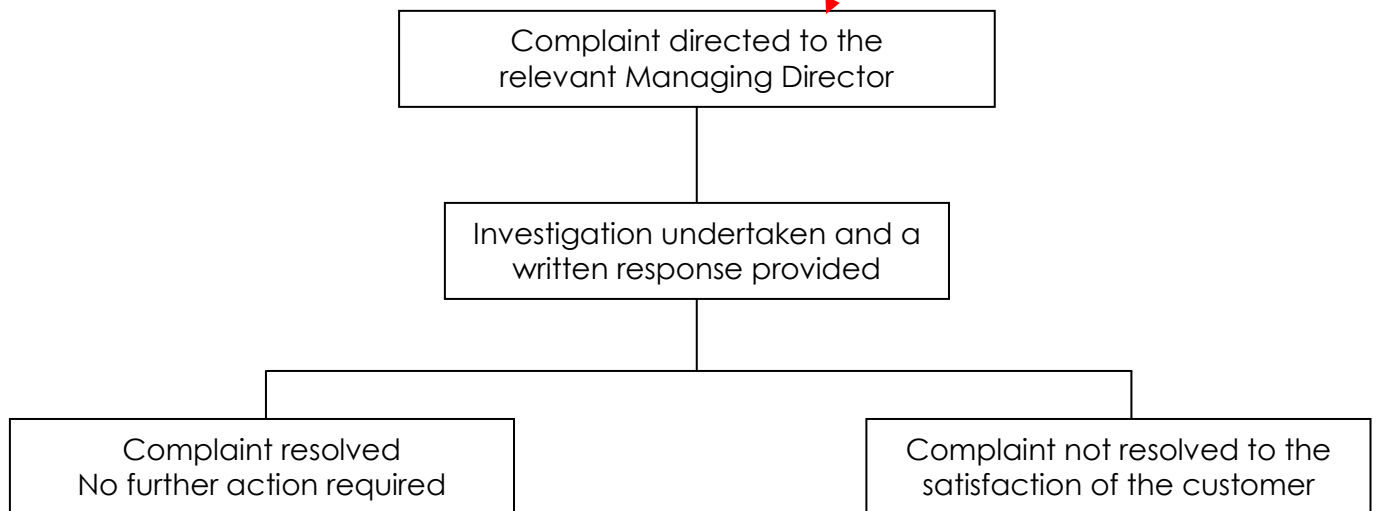 Complaint directed to the
relevant Managing Director
Investigation undertaken and a
written response provided
Complaint resolved
No further action required
Complaint not resolved to the
satisfaction of the customer